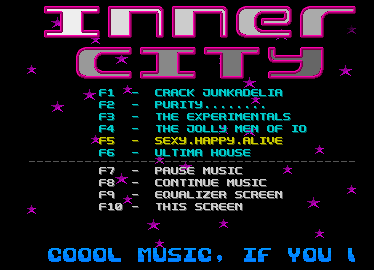 INNER
CITY
F1 - CRACK JUNKADELIA
F2 - PURITY........
F3 - THE EXPERIMENTALS
F4 - THE JOLLY MEN OF IO
F5 - SEXY.HAPPY.ALIVE
F6 - ULTIMA HOUSE
F7 - PAUSE MUSIC
F8 - CONTINUE MUSIC
F9 - EQUALIZER SCREEN
F10 - THIS SCREEN
COOOL MUSIC, IF YOU